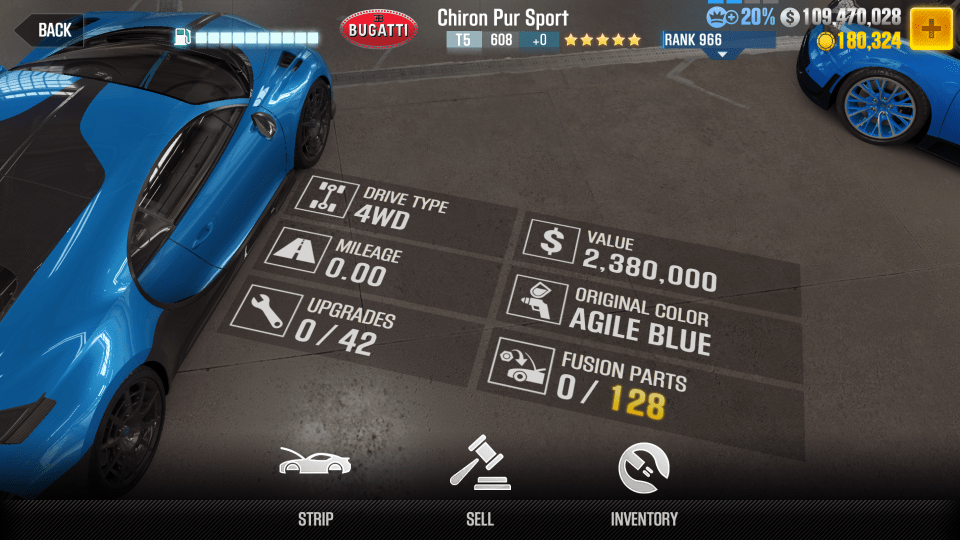 BACK
BUGATTI
Chiron Pur Sport
T5 608 +0
20%
109,470,028
RANK 966
180,324
DRIVE TYPE
4WD
MILEAGE
0.00
UPGRADES
0 / 42
VALUE
2,380,000
ORIGINAL COLOR
AGILE BLUE
FUSION PARTS
0 / 128
STRIP
SELL
INVENTORY